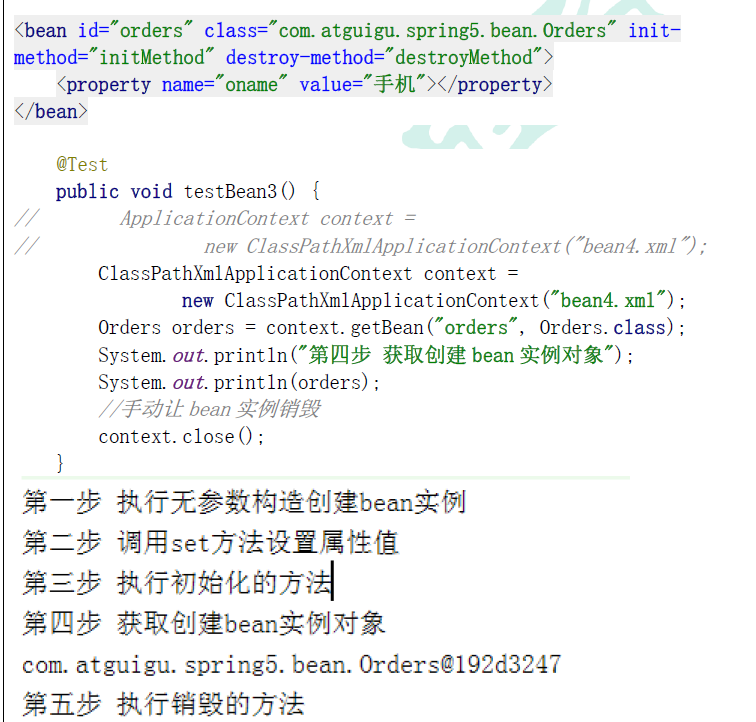 <bean id="orders" class="com.atguigu.spring5.bean.Orders" init-
method="initMethod" destroy-method="destroyMethod">
    <property name="oname" value="手机"></property>
</bean>
    @Test
    public void testBean3() {
//        ApplicationContext context =
//                new ClassPathXmlApplicationContext("bean4.xml");
        ClassPathXmlApplicationContext context =
                new ClassPathXmlApplicationContext("bean4.xml");
        Orders orders = context.getBean("orders", Orders.class);
        System.out.println("第四步 获取创建 bean 实例对象");
        System.out.println(orders);
        //手动让 bean 实例销毁
        context.close();
    }
第一步 执行无参数构造创建bean实例
第二步 调用set方法设置属性值
第三步 执行初始化的方法
第四步 获取创建bean实例对象
com.atguigu.spring5.bean.Orders@192d3247
第五步 执行销毁的方法